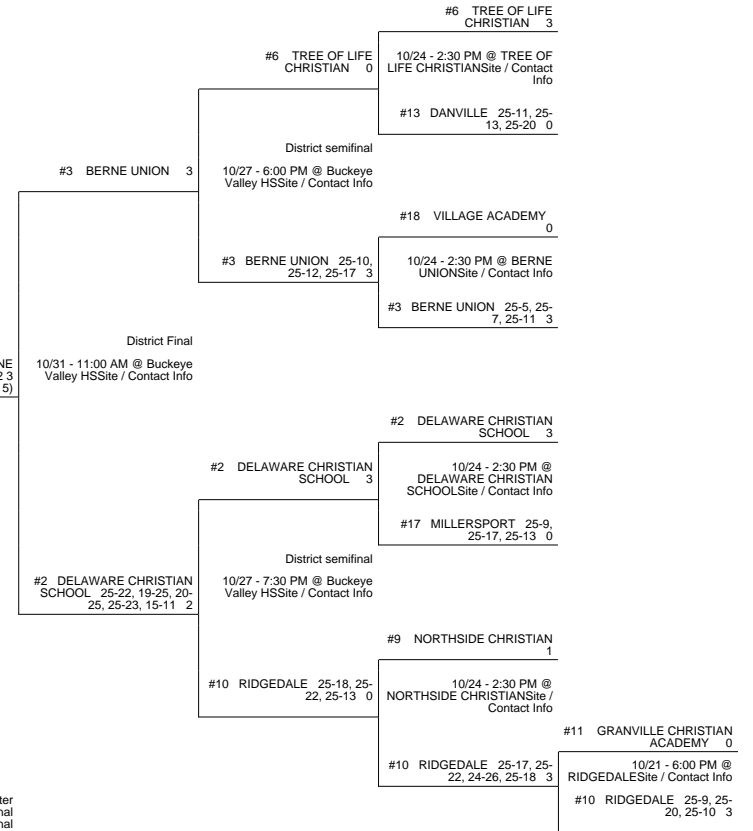 #6 TREE OF LIFE
CHRISTIAN 3
#6 TREE OF LIFE
CHRISTIAN 0
10/24 - 2:30 PM @ TREE OF
LIFE CHRISTIANSite / Contact
Info
#13 DANVILLE 25-11, 25-
13, 25-20 0
District semifinal
#3 BERNE UNION 3
10/27 - 6:00 PM @ Buckeye
Valley HSSite / Contact Info
#18 VILLAGE ACADEMY
0
#3 BERNE UNION 25-10,
25-12, 25-17 3
10/24 - 2:30 PM @ BERNE
UNIONSite / Contact Info
#3 BERNE UNION 25-5, 25-
7, 25-11 3
District Final
NE
2 3
5)
10/31 - 11:00 AM @ Buckeye
Valley HSSite / Contact Info
#2 DELAWARE CHRISTIAN
SCHOOL 3
#2 DELAWARE CHRISTIAN
SCHOOL 3
10/24 - 2:30 PM @
DELAWARE CHRISTIAN
SCHOOLSite / Contact Info
#17 MILLERSPORT 25-9,
25-17, 25-13 0
District semifinal
#2 DELAWARE CHRISTIAN
SCHOOL 25-22, 19-25, 20-
25, 25-23, 15-11 2
10/27 - 7:30 PM @ Buckeye
Valley HSSite / Contact Info
#9 NORTHSIDE CHRISTIAN
1
#10 RIDGEDALE 25-18, 25-
22, 25-13 0
10/24 - 2:30 PM @
NORTHSIDE CHRISTIANSite /
Contact Info
#11 GRANVILLE CHRISTIAN
ACADEMY 0
#10 RIDGEDALE 25-17, 25-
22, 24-26, 25-18 3
10/21 - 6:00 PM @
RIDGEDALESite / Contact Info
#10 RIDGEDALE 25-9, 25-
20, 25-10 3
ter
nal
nal